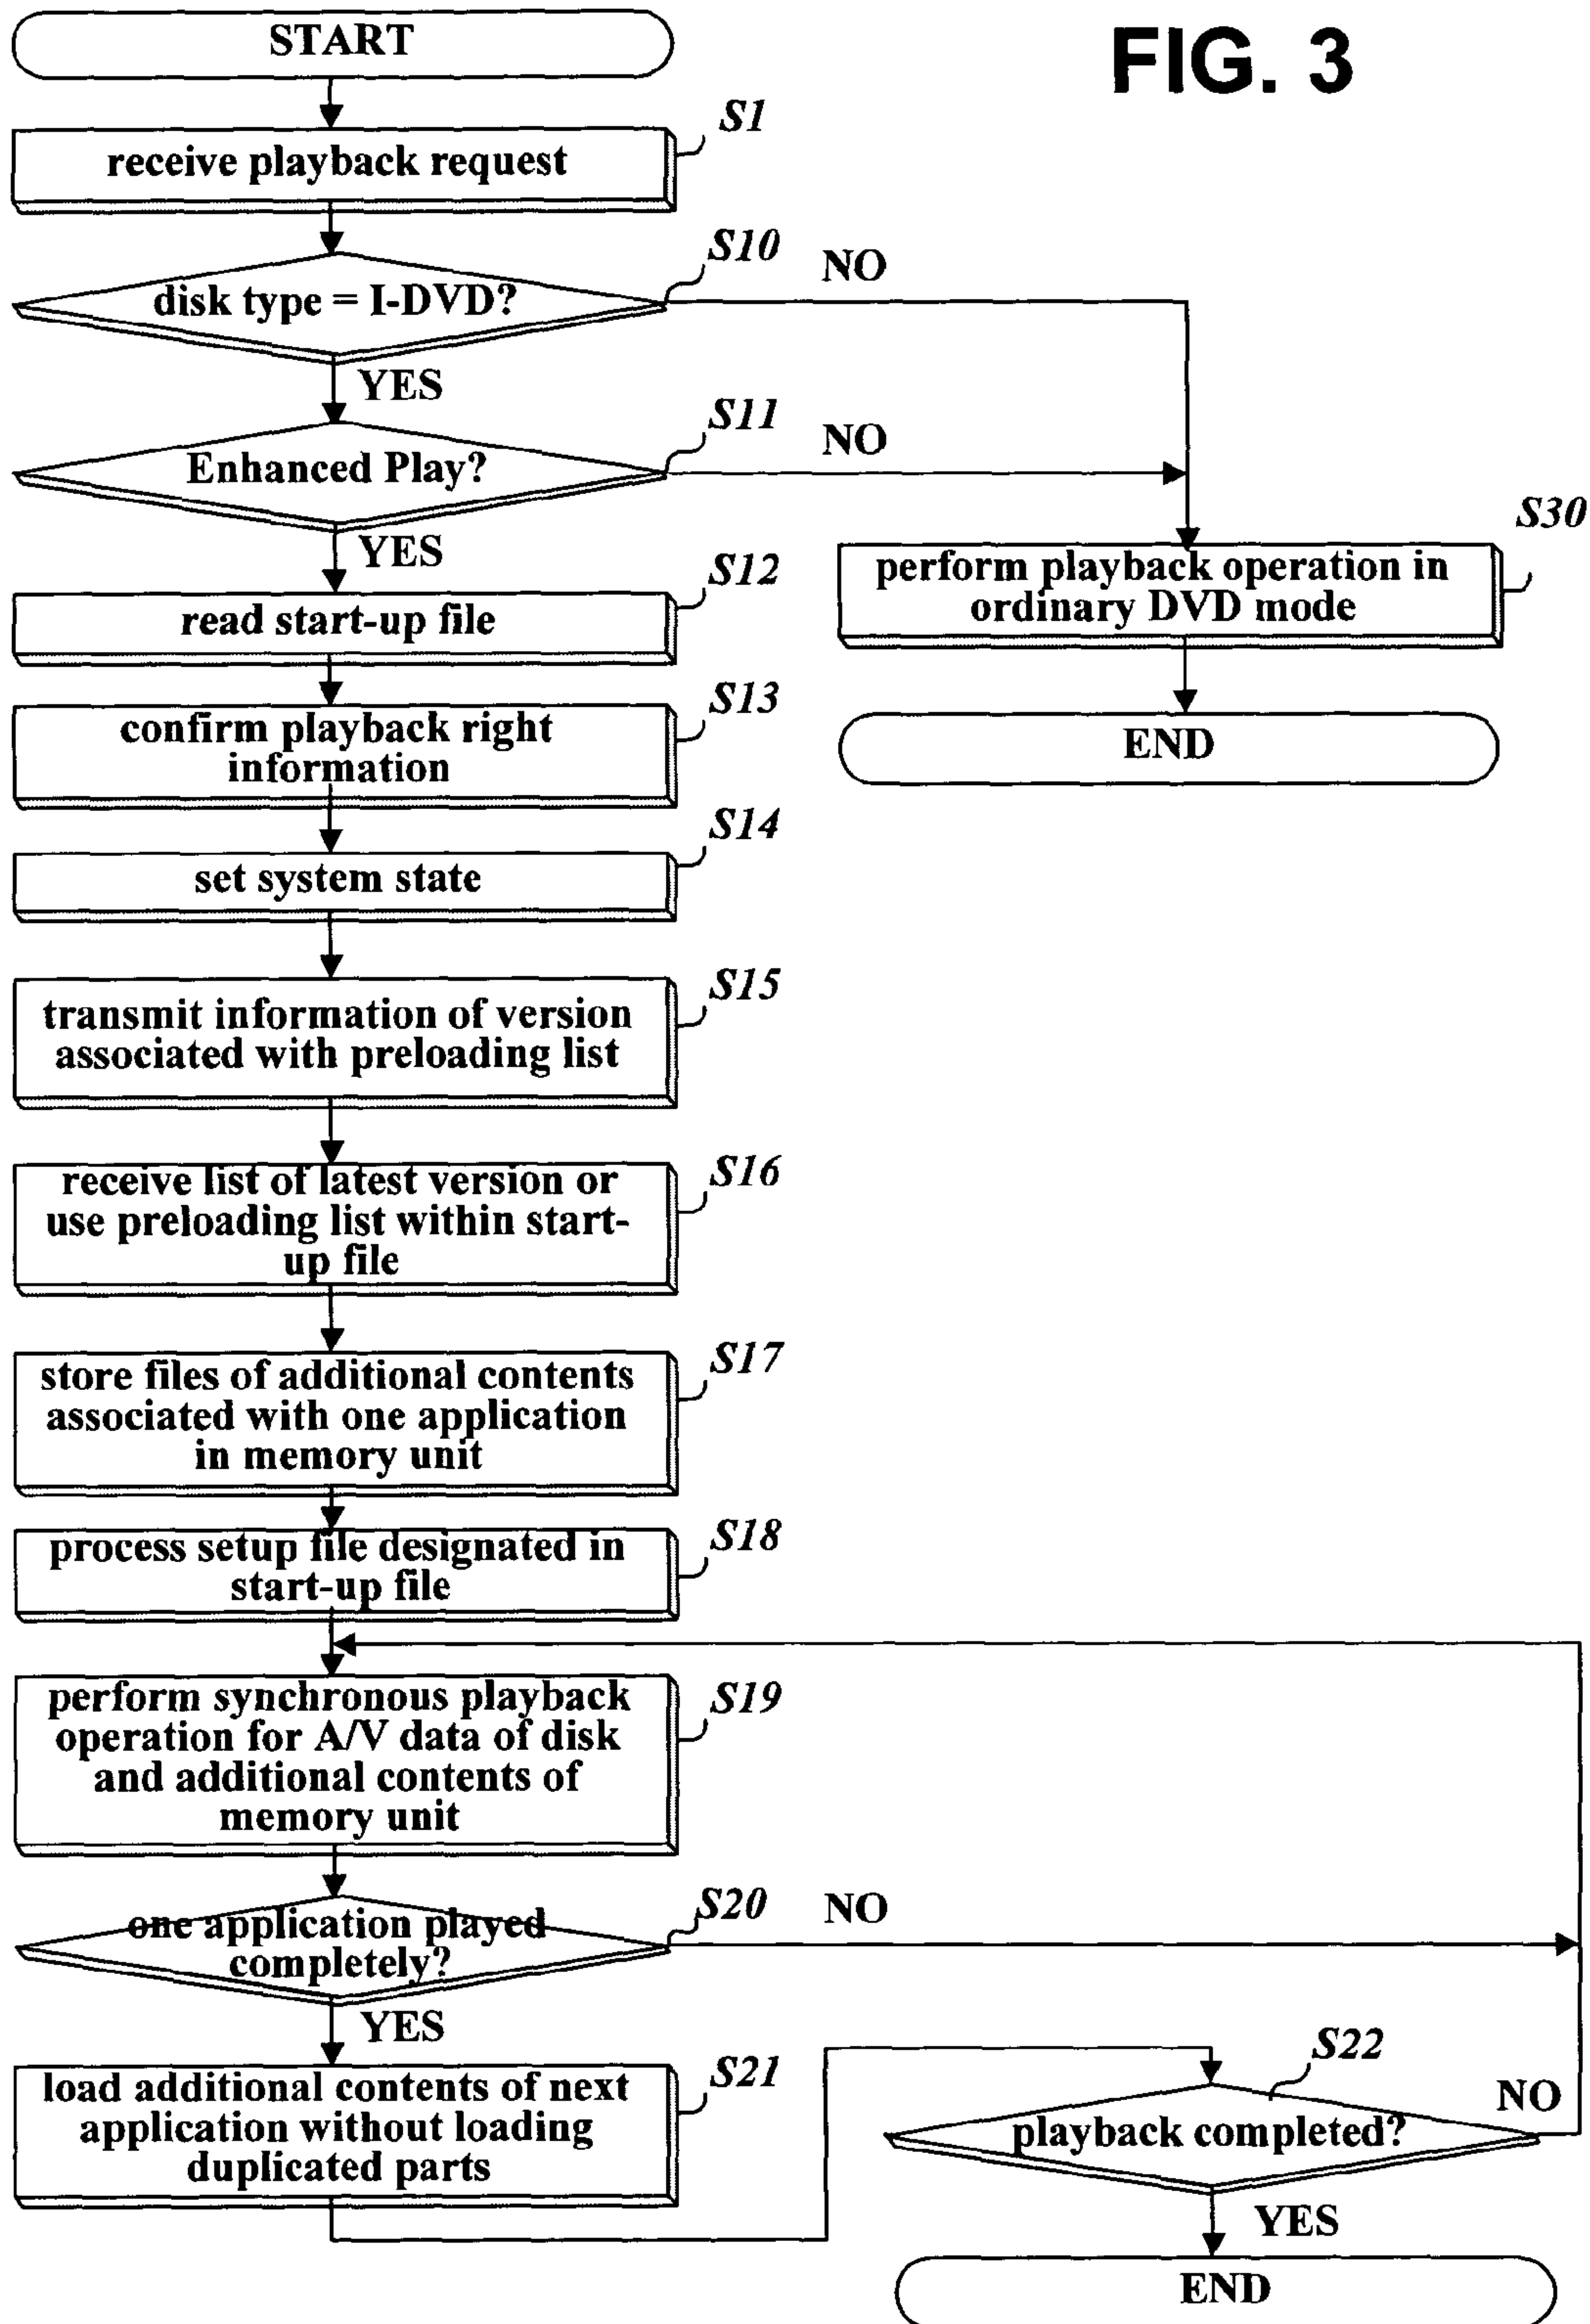 FIG. 3
START
S1
receive playback request
S10
NO
disk type = I-DVD?
YES
S11
NO
Enhanced Play?
YES
S12
read start-up file
S30
perform playback operation in
ordinary DVD mode
END
S13
confirm playback right
information
S14
set system state
S15
transmit information of version
associated with preloading list
S16
receive list of latest version or
use preloading list within start-
up file
S17
store files of additional contents
associated with one application
in memory unit
S18
process setup file designated in
start-up file
S19
perform synchronous playback
operation for A/V data of disk
and additional contents of
memory unit
S20
NO
one application played
completely?
YES
S21
load additional contents of next
application without loading
duplicated parts
S22
NO
playback completed?
YES
END